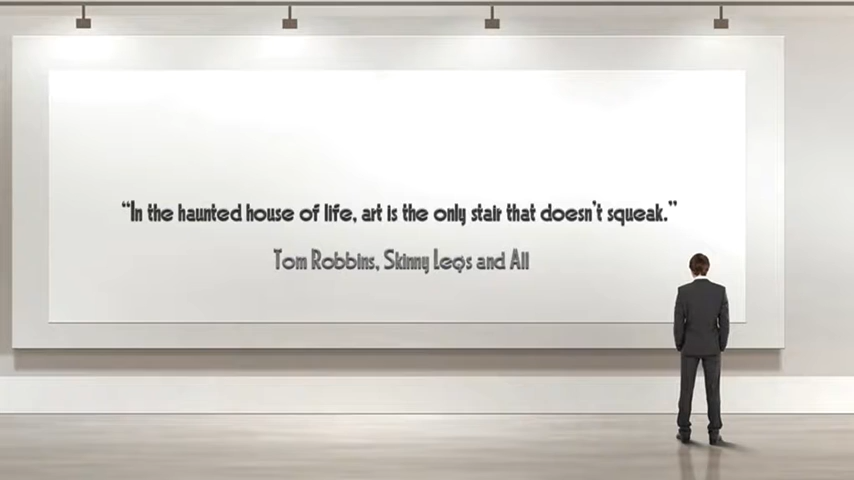 “In the haunted house of life, art is the only stair that doesn’t squeak.”
Tom Robbins, Skinny Legs and All